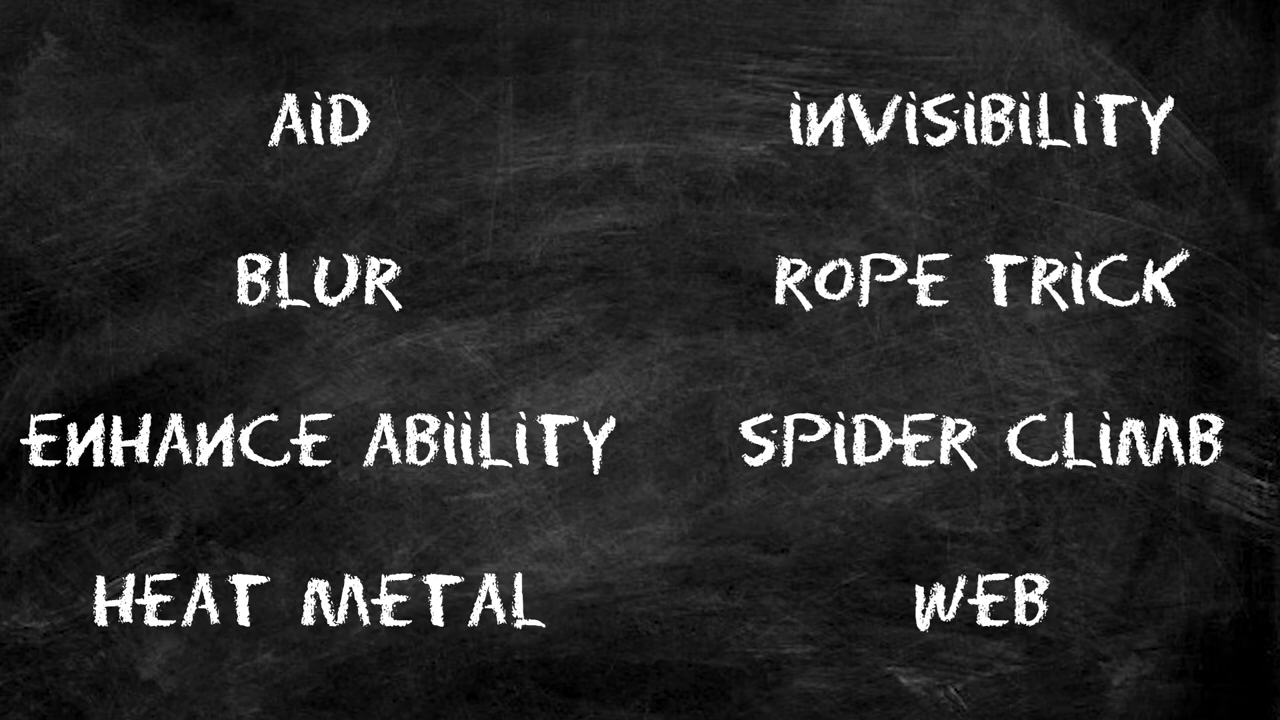 AiD
BLUR
ENHANCE ABiiLiTY
HEAT METAL
iNViSiBiLiTY
ROPE TRiCK
SPiDER CLiMB
WEB